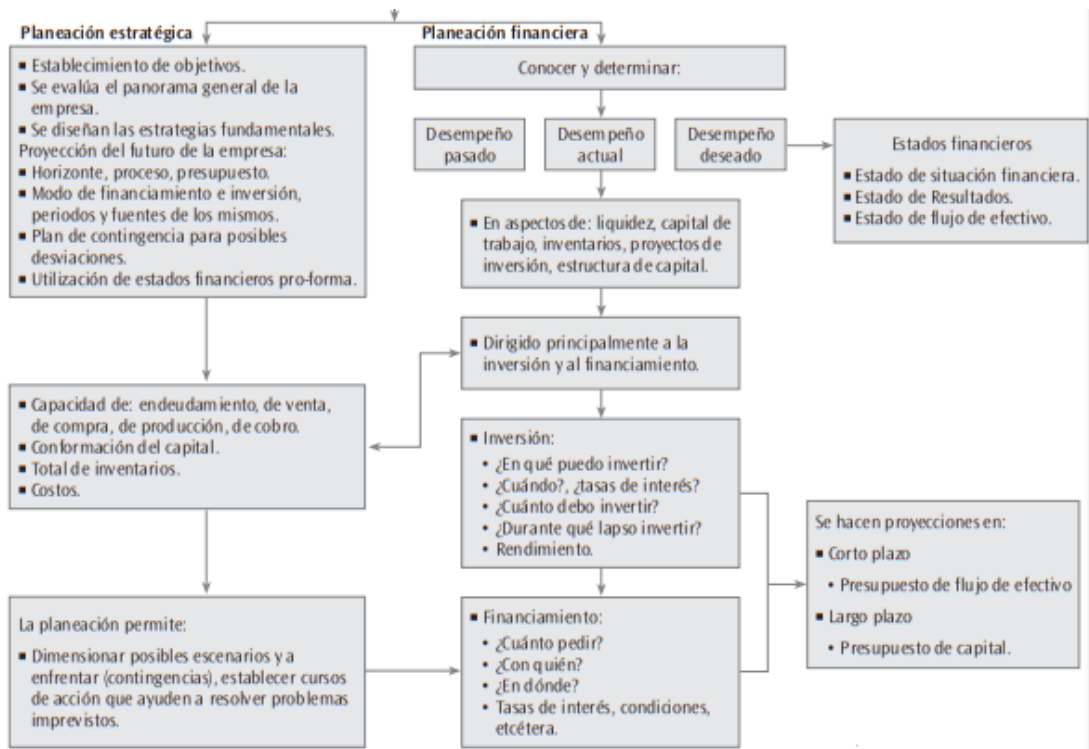 Planeación estratégica
■ Establecimiento de objetivos.
■ Se evalúa el panorama general de la
empresa.
■ Se diseñan las estrategias fundamentales.
Proyección del futuro de la empresa:
■ Horizonte, proceso, presupuesto.
■ Modo de financiamiento e inversión,
periodos y fuentes de los mismos.
■ Plan de contingencia para posibles
desviaciones.
■ Utilización de estados financieros pro-forma.
■ Capacidad de: endeudamiento, de venta,
de compra, de producción, de cobro.
■ Conformación del capital.
■ Total de inventarios.
■ Costos.
La planeación permite:
■ Dimensionar posibles escenarios y a
enfrentar (contingencias), establecer cursos
de acción que ayuden a resolver problemas
imprevistos.
Planeación financiera
Conocer y determinar:
Desempeño
pasado
Desempeño
actual
Desempeño
deseado
Estados financieros
■ Estado de situación financiera.
■ Estado de Resultados.
■ Estado de flujo de efectivo.
■ En aspectos de: liquidez, capital de
trabajo, inventarios, proyectos de
inversión, estructura de capital.
■ Dirigido principalmente a la
inversión y al financiamiento.
■ Inversión:
• ¿En qué puedo invertir?
• ¿Cuándo?, ¿tasas de interés?
• ¿Cuánto debo invertir?
• ¿Durante qué lapso invertir?
• Rendimiento.
■ Financiamiento:
• ¿Cuánto pedir?
• ¿Con quién?
• ¿En dónde?
• Tasas de interés, condiciones,
etcétera.
Se hacen proyecciones en:
■ Corto plazo
• Presupuesto de flujo de efectivo
■ Largo plazo
• Presupuesto de capital.